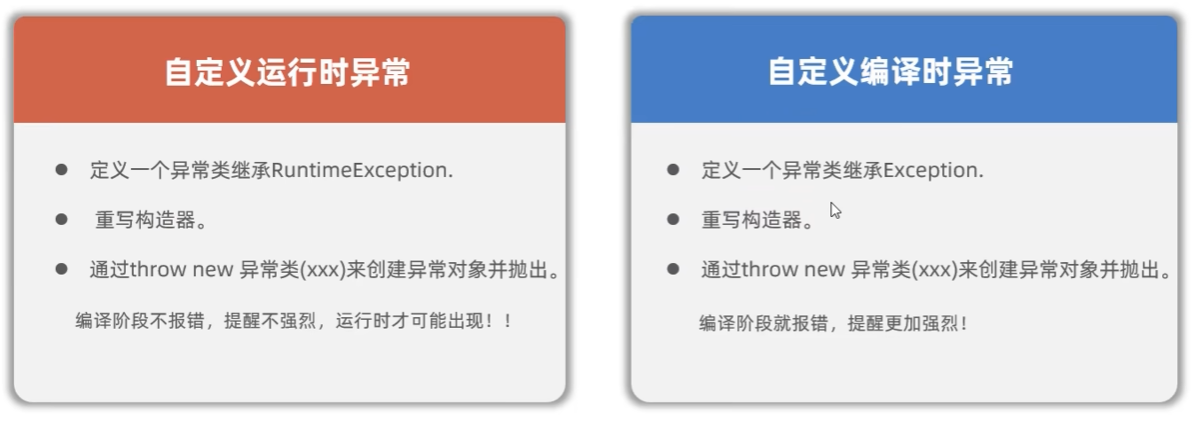 自定义运行时异常
● 定义一个异常类继承RuntimeException.
● 重写构造器。
● 通过throw new 异常类(xxx)来创建异常对象并抛出。
编译阶段不报错，提醒不强烈，运行时才可能出现！！
自定义编译时异常
● 定义一个异常类继承Exception.
● 重写构造器。
● 通过throw new 异常类(xxx)来创建异常对象并抛出。
编译阶段就报错，提醒更加强烈！